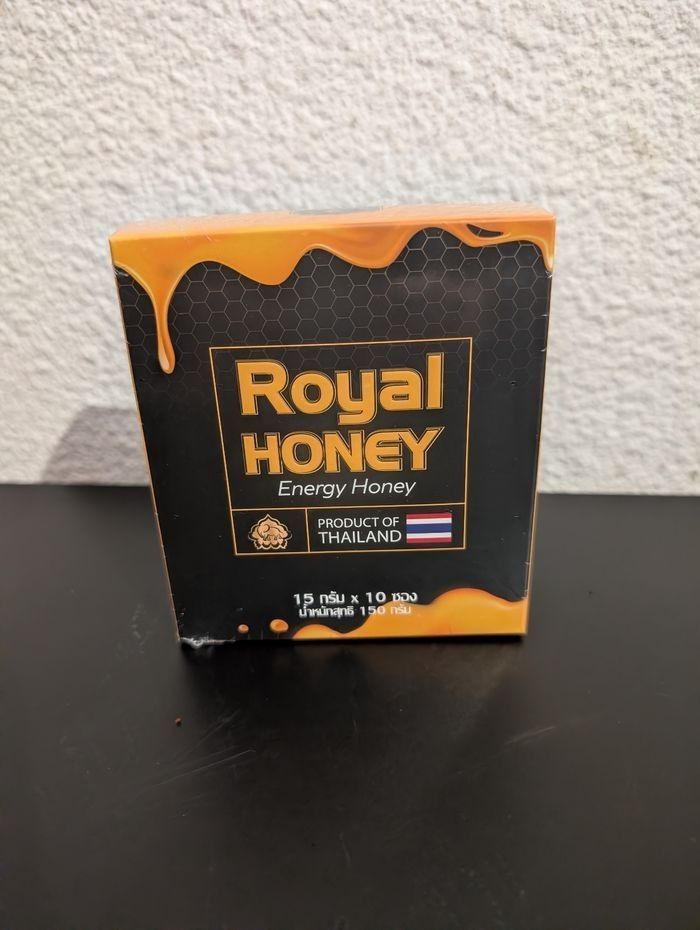 Royal
HONEY
Energy Honey
PRODUCT OF
THAILAND
15 กรัม x 10 ซอง
น้ำหนักสุทธิ 150 กรัม